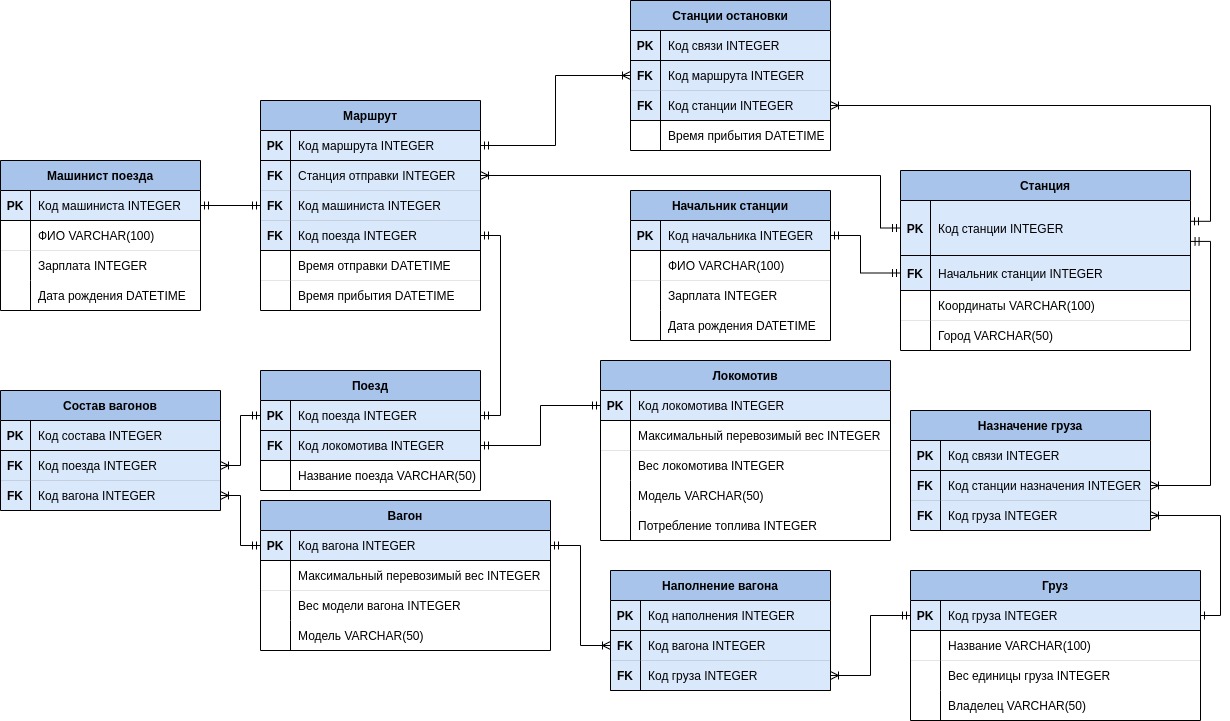 Станции остановки
PK Код связи INTEGER
FK Код маршрута INTEGER
FK Код станции INTEGER
Время прибытия DATETIME
Маршрут
PK Код маршрута INTEGER
FK Станция отправки INTEGER
FK Код машиниста INTEGER
FK Код поезда INTEGER
Время отправки DATETIME
Время прибытия DATETIME
Машинист поезда
PK Код машиниста INTEGER
ФИО VARCHAR(100)
Зарплата INTEGER
Дата рождения DATETIME
Начальник станции
PK Код начальника INTEGER
ФИО VARCHAR(100)
Зарплата INTEGER
Дата рождения DATETIME
Станция
PK Код станции INTEGER
FK Начальник станции INTEGER
Координаты VARCHAR(100)
Город VARCHAR(50)
Состав вагонов
PK Код состава INTEGER
FK Код поезда INTEGER
FK Код вагона INTEGER
Поезд
PK Код поезда INTEGER
FK Код локомотива INTEGER
Название поезда VARCHAR(50)
Локомотив
PK Код локомотива INTEGER
Максимальный перевозимый вес INTEGER
Вес локомотива INTEGER
Модель VARCHAR(50)
Потребление топлива INTEGER
Назначение груза
PK Код связи INTEGER
FK Код станции назначения INTEGER
FK Код груза INTEGER
Вагон
PK Код вагона INTEGER
Максимальный перевозимый вес INTEGER
Вес модели вагона INTEGER
Модель VARCHAR(50)
Наполнение вагона
PK Код наполнения INTEGER
FK Код вагона INTEGER
FK Код груза INTEGER
Груз
PK Код груза INTEGER
Название VARCHAR(100)
Вес единицы груза INTEGER
Владелец VARCHAR(50)